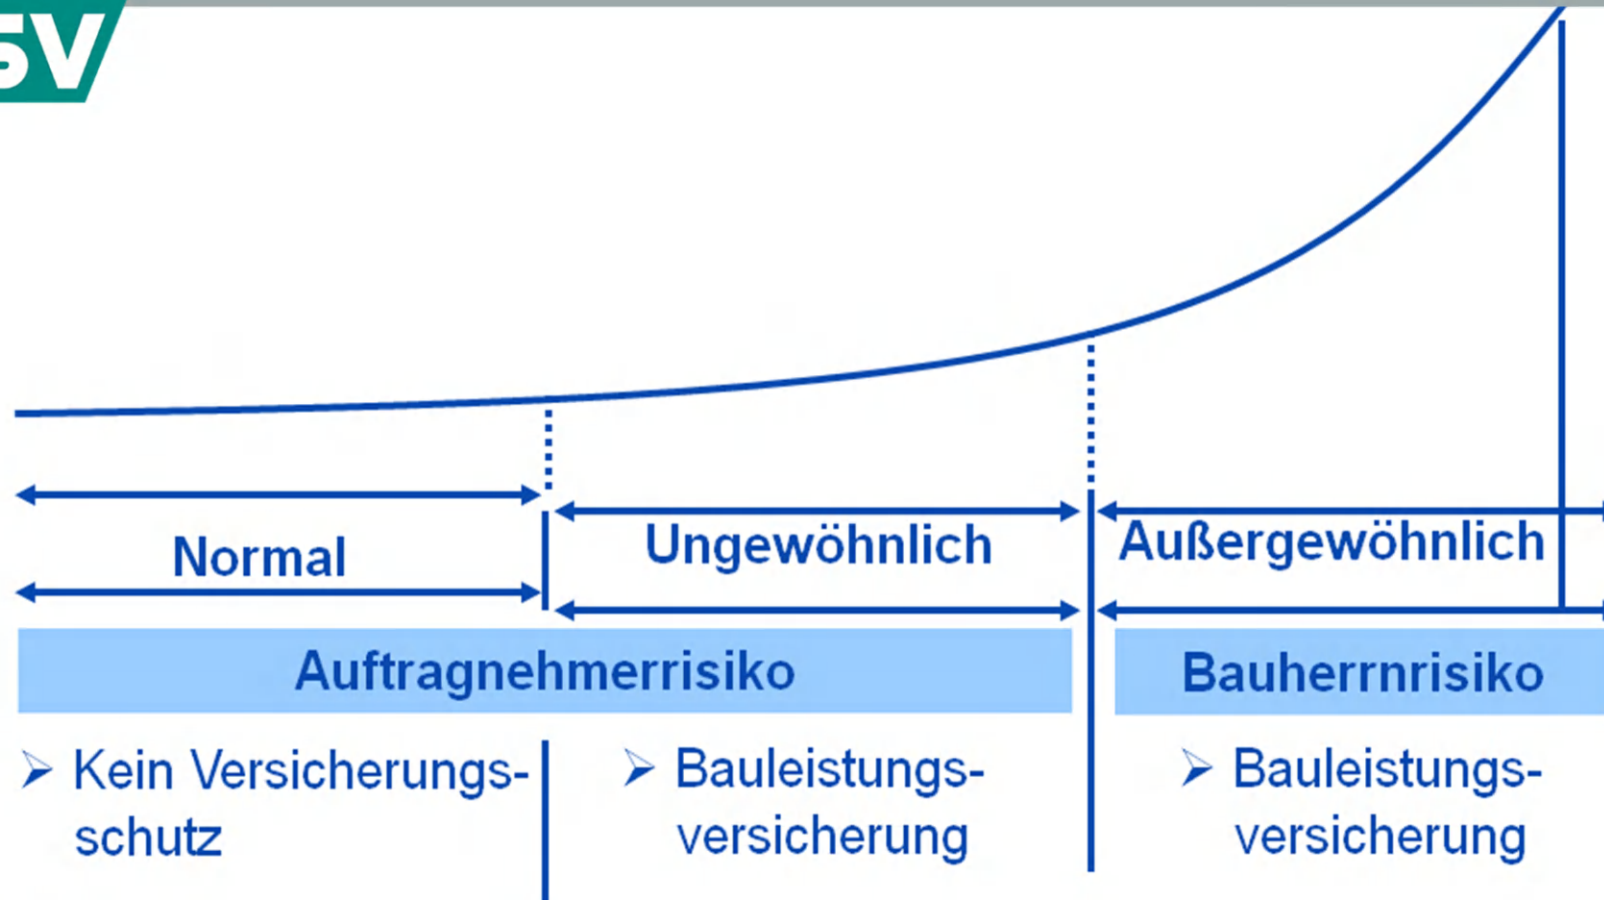 SV
Normal
Ungewöhnlich
Außergewöhnlich
Auftragnehmerrisiko
Bauherrnrisiko
➢ Kein Versicherungs-
schutz
➢ Bauleistungs-
versicherung
➢ Bauleistungs-
versicherung